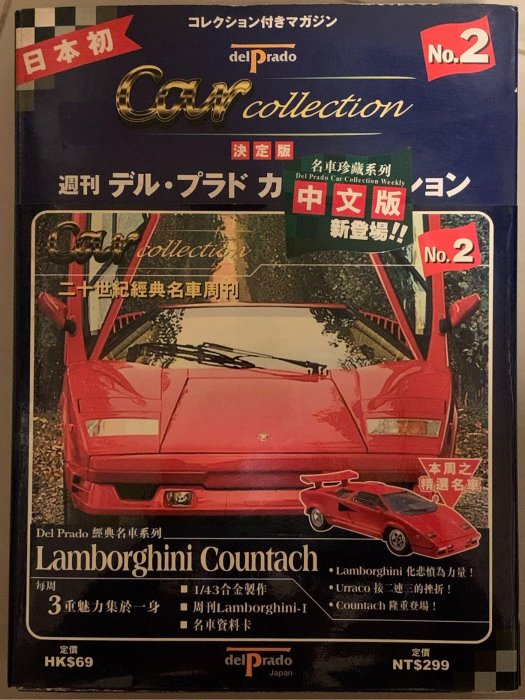 コレクション付きマガジン
日本初
del Prado
No.2
Car collection
決定版
週刊 デル・プラド カ ション
名車珍藏系列
Del Prado Car Collection Weekly
中文版
新登場!!
Car collection
No.2
二十世紀經典名車周刊
本周之
精選名車
Del Prado 經典名車系列
Lamborghini Countach
每周
3重魅力集於一身
■ 1/43合金製作
■ 周刊Lamborghini-I
■ 名車資料卡
• Lamborghini 化悲憤為力量!
• Urraco 接二連三的挫折!
• Countach 隆重登場!
定價
HK$69
del Prado
Japan
定價
NT$299